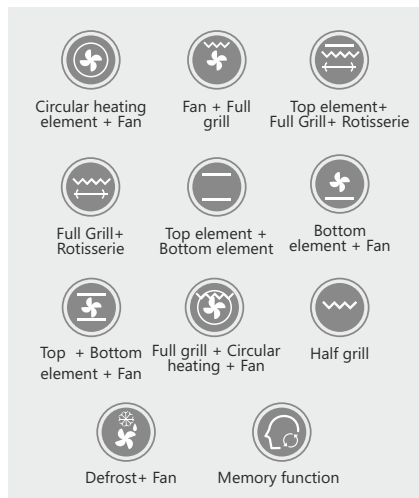 Circular heating
element + Fan
Fan + Full
grill
Top element+
Full Grill+ Rotisserie
Full Grill+
Rotisserie
Top element +
Bottom element
Bottom
element + Fan
Top + Bottom
element + Fan
Full grill + Circular
heating + Fan
Half grill
Defrost+ Fan
Memory function